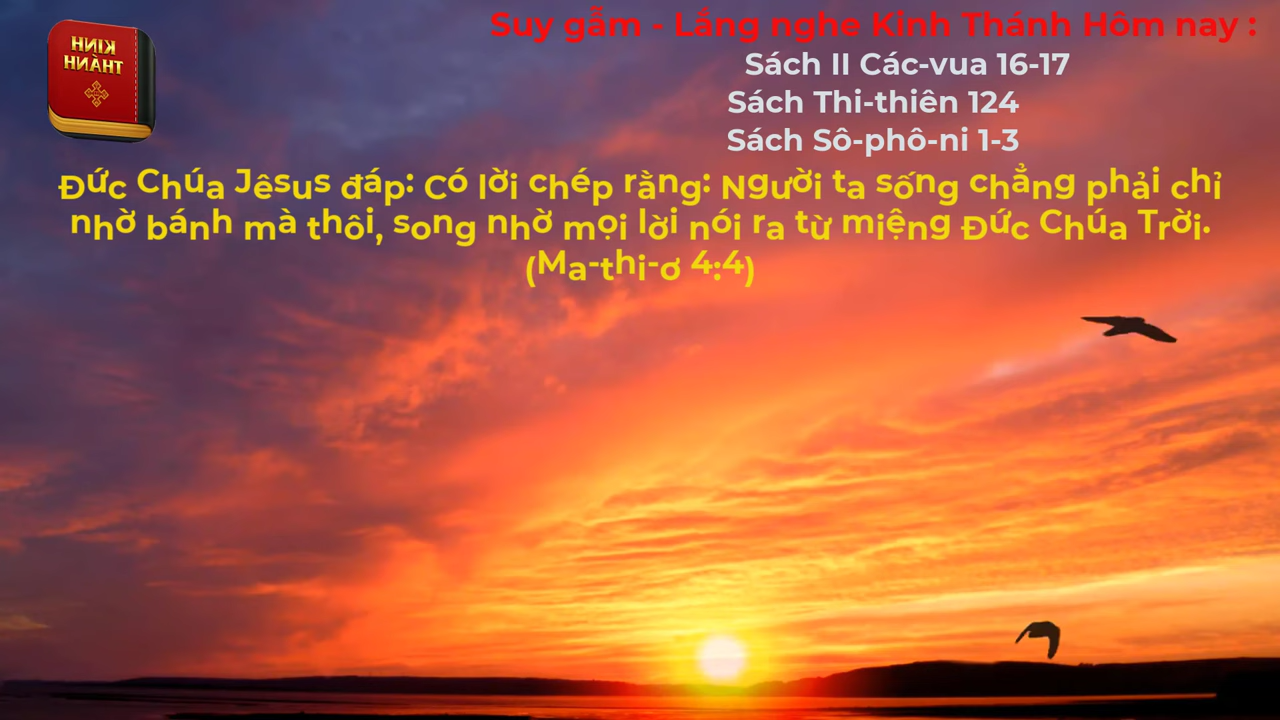 KINH
THÁNH
Suy gẫm - Lắng nghe Kinh Thánh Hôm nay :
Sách II Các-vua 16-17
Sách Thi-thiên 124
Sách Sô-phô-ni 1-3
Đức Chúa Jêsus đáp: Có lời chép rằng: Người ta sống chẳng phải chỉ
nhờ bánh mà thôi, song nhờ mọi lời nói ra từ miệng Đức Chúa Trời.
(Ma-thi-ơ 4:4)